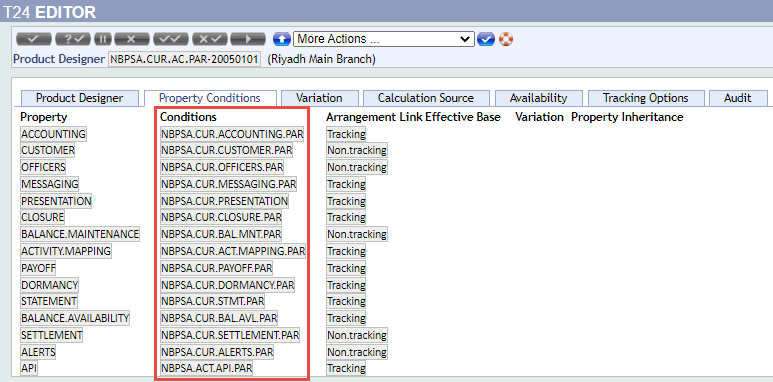 T24 EDITOR
More Actions ...
Product Designer NBPSA.CUR.AC.PAR-20050101 (Riyadh Main Branch)
Product Designer Property Conditions Variation Calculation Source Availability Tracking Options Audit
Property Conditions Arrangement Link Effective Base Variation Property Inheritance
ACCOUNTING NBPSA.CUR.ACCOUNTING.PAR Tracking
CUSTOMER NBPSA.CUR.CUSTOMER.PAR Non.tracking
OFFICERS NBPSA.CUR.OFFICERS.PAR Non.tracking
MESSAGING NBPSA.CUR.MESSAGING.PAR Tracking
PRESENTATION NBPSA.CUR.PRESENTATION Tracking
CLOSURE NBPSA.CUR.CLOSURE.PAR Tracking
BALANCE.MAINTENANCE NBPSA.CUR.BAL.MNT.PAR Non.tracking
ACTIVITY.MAPPING NBPSA.CUR.ACT.MAPPING.PAR Tracking
PAYOFF NBPSA.CUR.PAYOFF.PAR Tracking
DORMANCY NBPSA.CUR.DORMANCY.PAR Tracking
STATEMENT NBPSA.CUR.STMT.PAR Tracking
BALANCE.AVAILABILITY NBPSA.CUR.BAL.AVL.PAR Tracking
SETTLEMENT NBPSA.CUR.SETTLEMENT.PAR Non.tracking
ALERTS NBPSA.CUR.ALERTS.PAR Non.tracking
API NBPSA.ACT.API.PAR Tracking